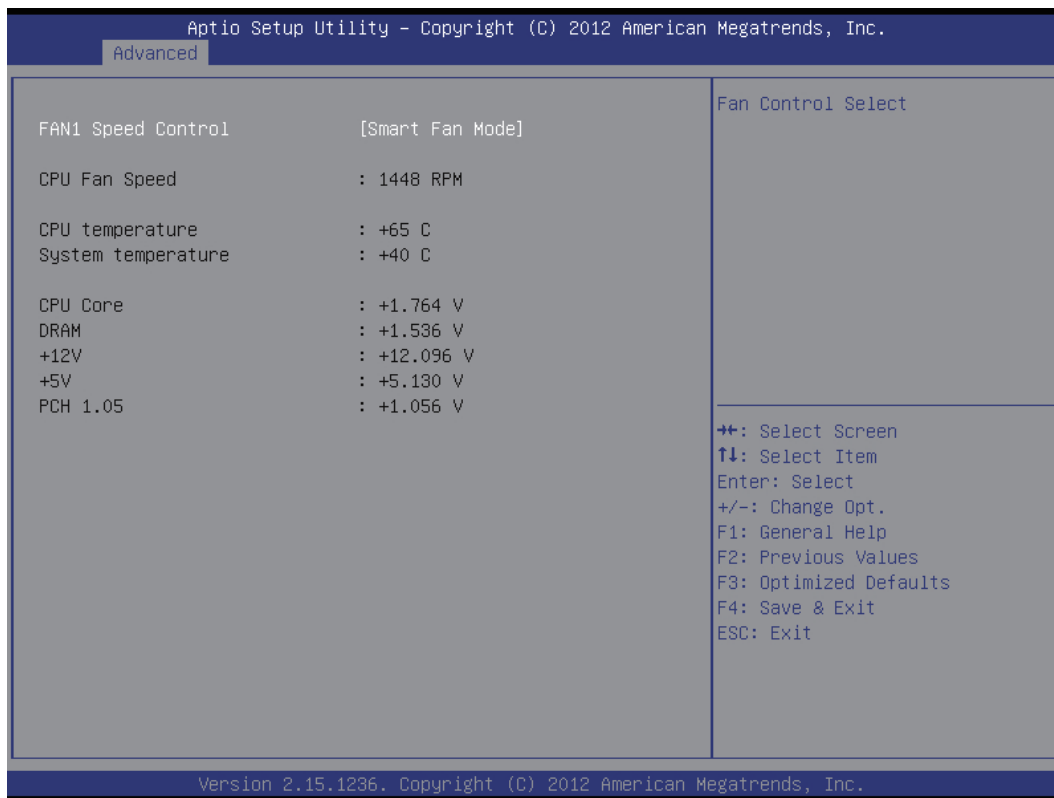 Aptio Setup Utility – Copyright (C) 2012 American Megatrends, Inc.
Advanced
FAN1 Speed Control [Smart Fan Mode]
CPU Fan Speed : 1448 RPM
CPU temperature : +65 C
System temperature : +40 C
CPU Core : +1.764 V
DRAM : +1.536 V
+12V : +12.096 V
+5V : +5.130 V
PCH 1.05 : +1.056 V
Fan Control Select
→←: Select Screen
↑↓: Select Item
Enter: Select
+/-: Change Opt.
F1: General Help
F2: Previous Values
F3: Optimized Defaults
F4: Save & Exit
ESC: Exit
Version 2.15.1236. Copyright (C) 2012 American Megatrends, Inc.